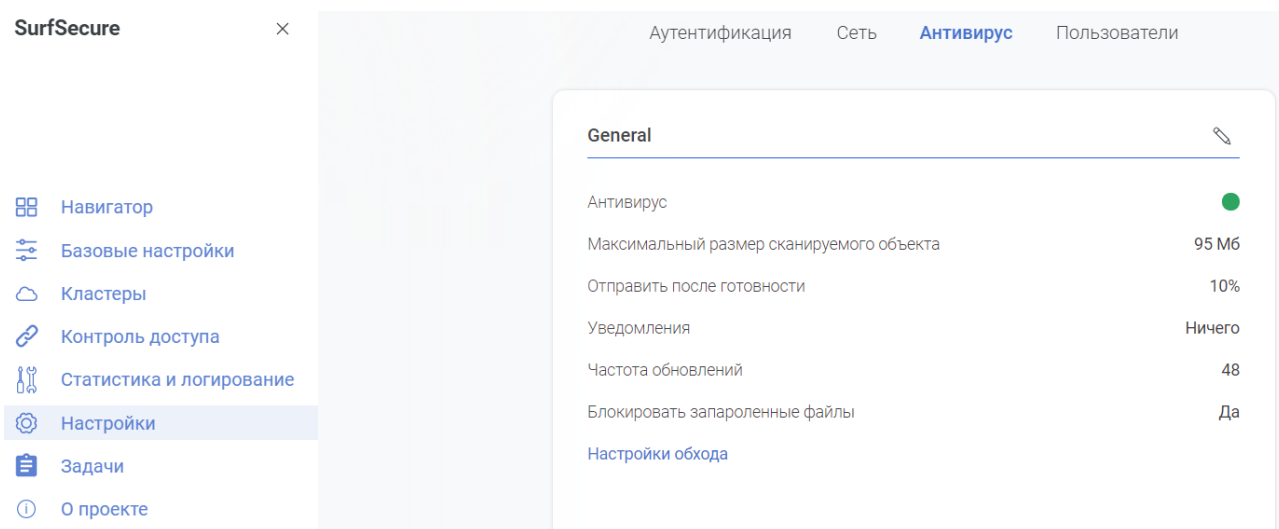 SurfSecure
Аутентификация Сеть Антивирус Пользователи
General
Навигатор
Базовые настройки
Кластеры
Контроль доступа
Статистика и логирование
Настройки
Задачи
О проекте
Антивирус
Максимальный размер сканируемого объекта 95 Мб
Отправить после готовности 10%
Уведомления Ничего
Частота обновлений 48
Блокировать запароленные файлы Да
Настройки обхода